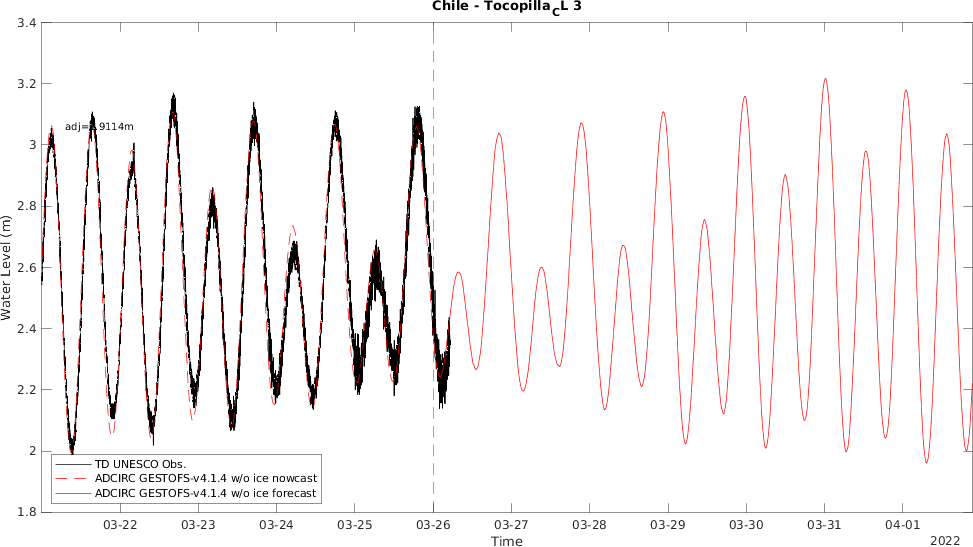 Chile - Tocopilla_CL 3
3.4
3.2
3
2.8
2.6
2.4
2.2
2
1.8
Water Level (m)
adj= .9114m
TD UNESCO Obs.
ADCIRC GESTOFS-v4.1.4 w/o ice nowcast
ADCIRC GESTOFS-v4.1.4 w/o ice forecast
03-22 03-23 03-24 03-25 03-26 03-27 03-28 03-29 03-30 03-31 04-01
Time
2022